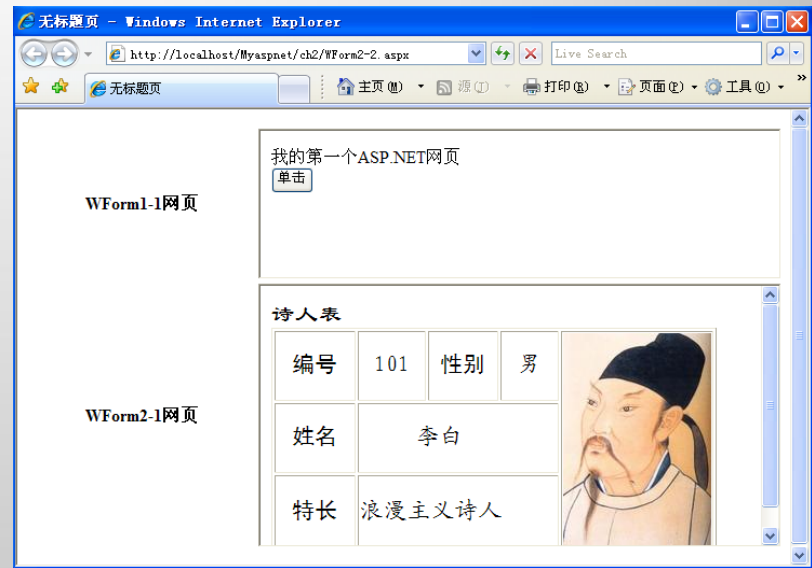 无标题页 - Windows Internet Explorer
http://localhost/Myaspnet/ch2/WForm2-2.aspx
Live Search
无标题页
主页(M)
源(J)
打印(R)
页面(P)
工具(O)
»
WForm1-1网页
我的第一个ASP.NET网页
单击
WForm2-1网页
诗人表
编号 101 性别 男
姓名 李白
特长 浪漫主义诗人